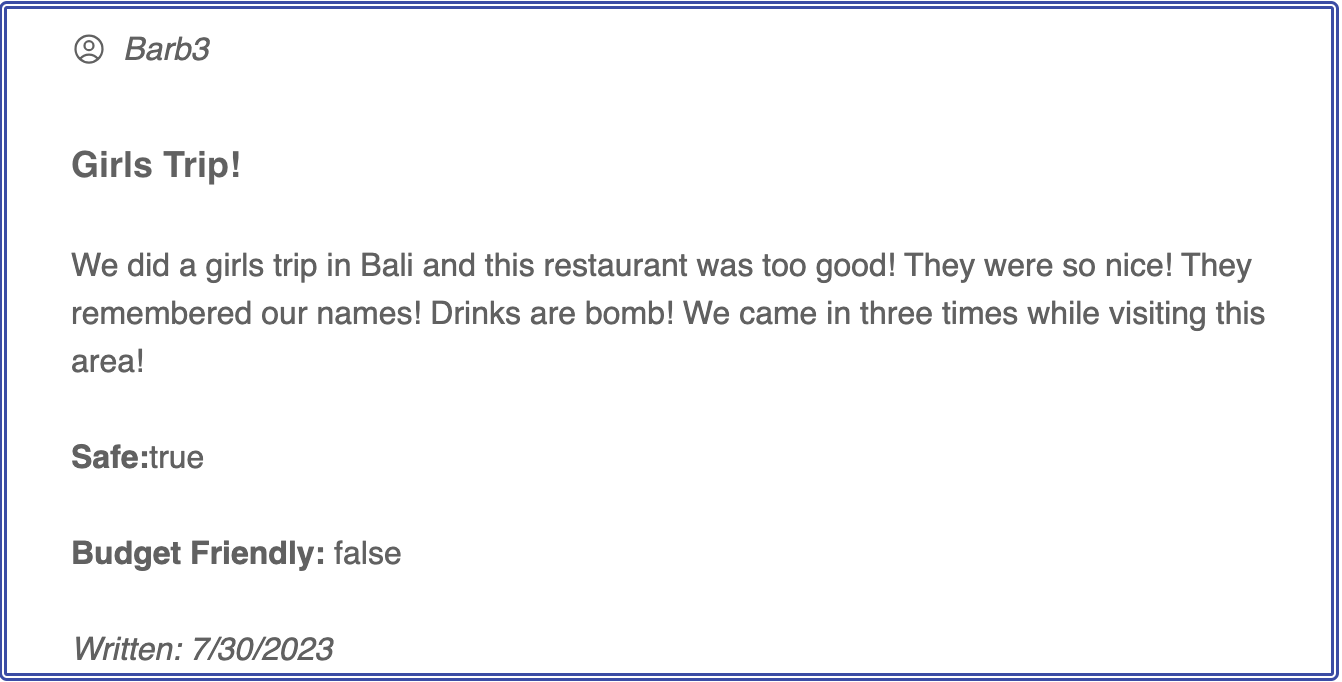 Barb3
Girls Trip!
We did a girls trip in Bali and this restaurant was too good! They were so nice! They
remembered our names! Drinks are bomb! We came in three times while visiting this
area!
Safe:true
Budget Friendly: false
Written: 7/30/2023